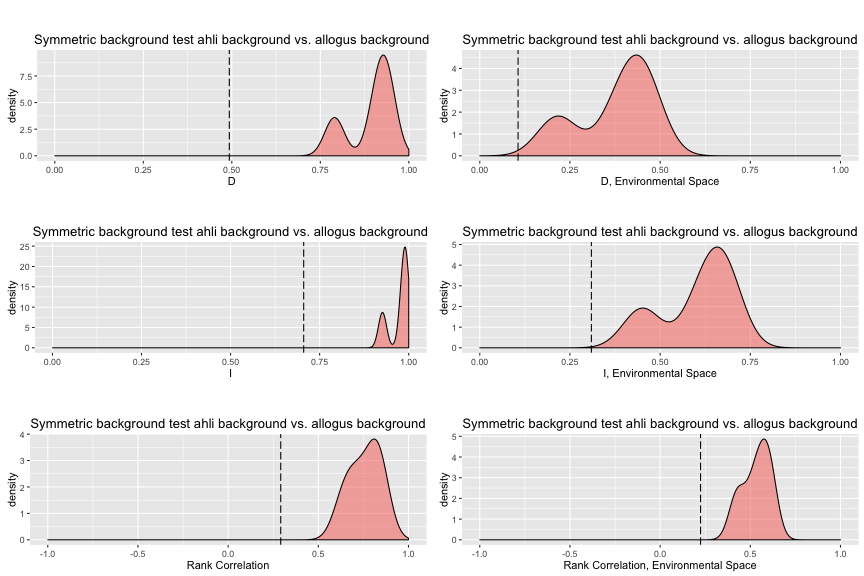 Symmetric background test ahli background vs. allogus background
density
7.5
5.0
2.5
0.0
0.00 0.25 0.50 0.75 1.00
D
Symmetric background test ahli background vs. allogus background
density
4
3
2
1
0
0.00 0.25 0.50 0.75 1.00
D, Environmental Space
Symmetric background test ahli background vs. allogus background
density
25
20
15
10
5
0
0.00 0.25 0.50 0.75 1.00
I
Symmetric background test ahli background vs. allogus background
density
5
4
3
2
1
0
0.00 0.25 0.50 0.75 1.00
I, Environmental Space
Symmetric background test ahli background vs. allogus background
density
4
3
2
1
0
-1.0 -0.5 0.0 0.5 1.0
Rank Correlation
Symmetric background test ahli background vs. allogus background
density
5
4
3
2
1
0
-1.0 -0.5 0.0 0.5 1.0
Rank Correlation, Environmental Space